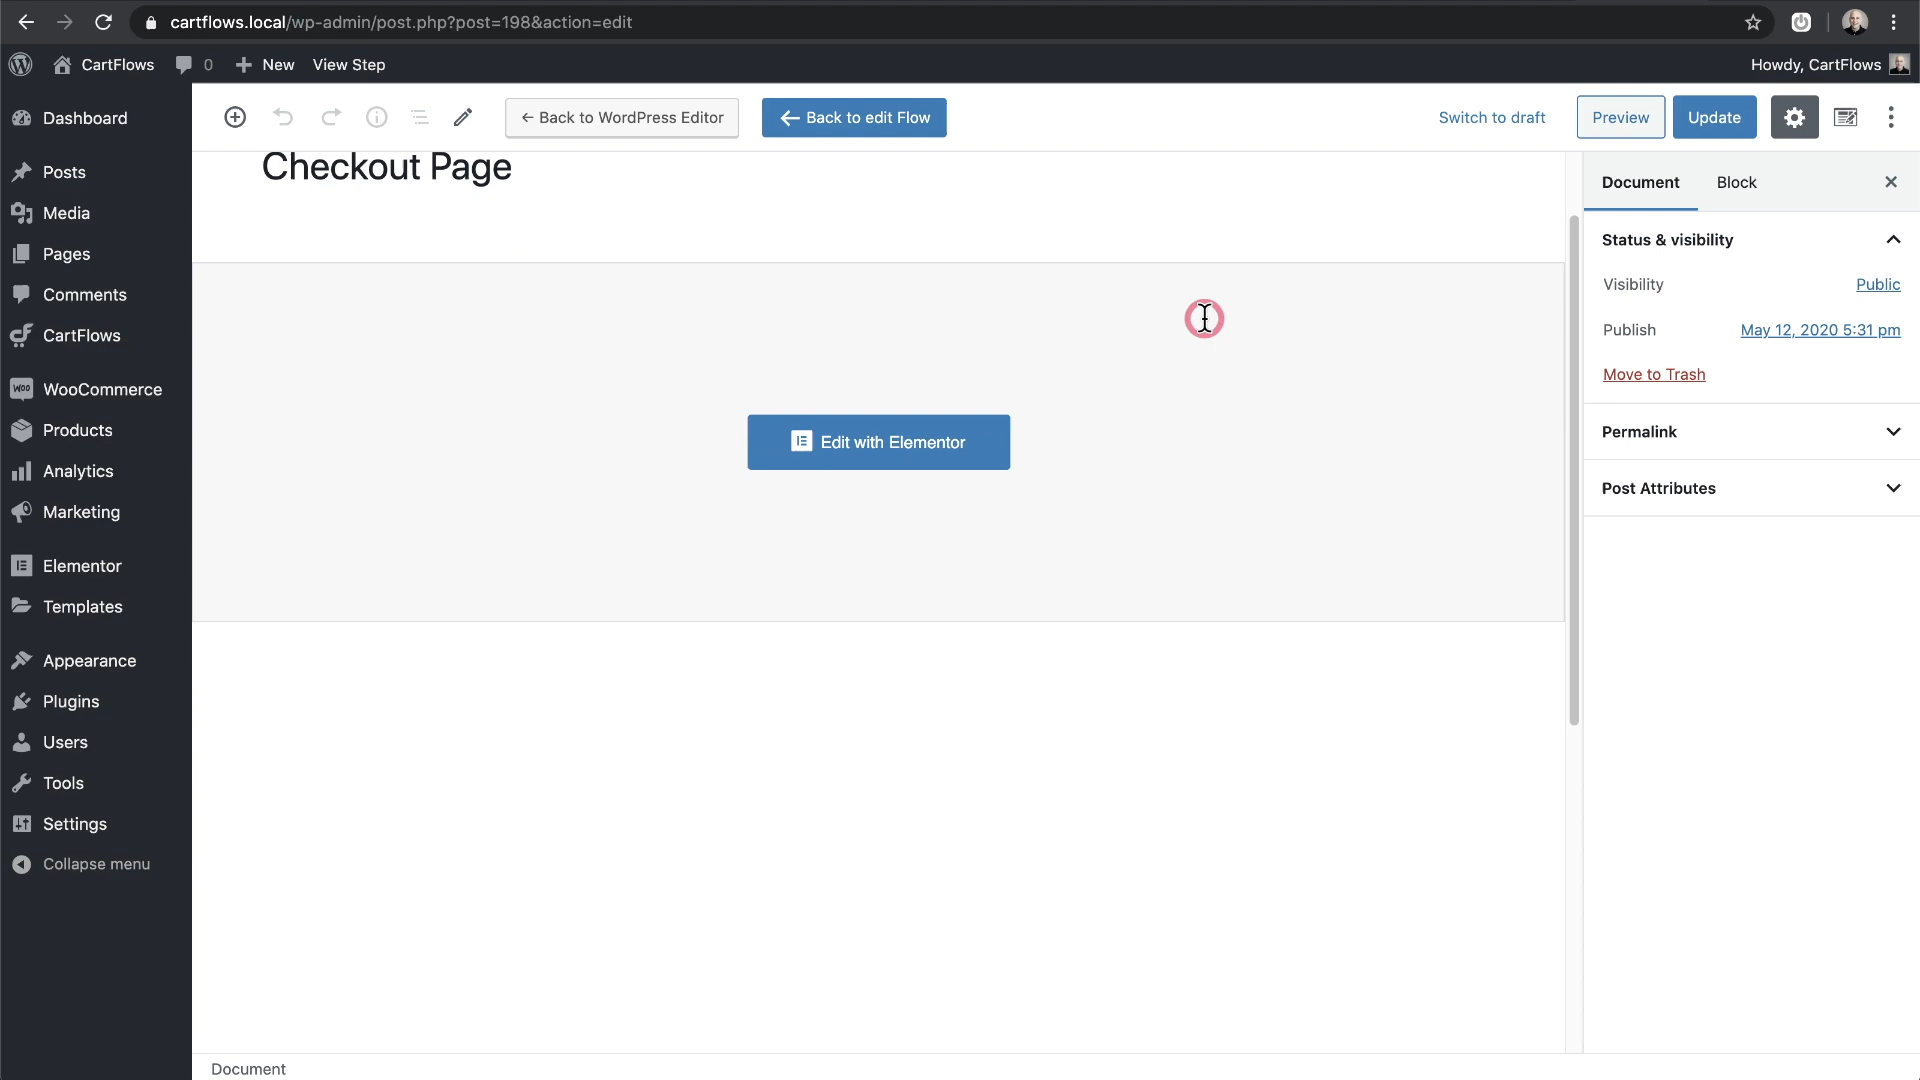 cartflows.local/wp-admin/post.php?post=198&action=edit
CartFlows 0 New View Step Howdy, CartFlows
Dashboard
Posts
Media
Pages
Comments
CartFlows
WooCommerce
Products
Analytics
Marketing
Elementor
Templates
Appearance
Plugins
Users
Tools
Settings
Collapse menu
← Back to WordPress Editor
← Back to edit Flow
Switch to draft
Preview
Update
Checkout Page
Edit with Elementor
Document Block
Status & visibility
Visibility Public
Publish May 12, 2020 5:31 pm
Move to Trash
Permalink
Post Attributes
Document